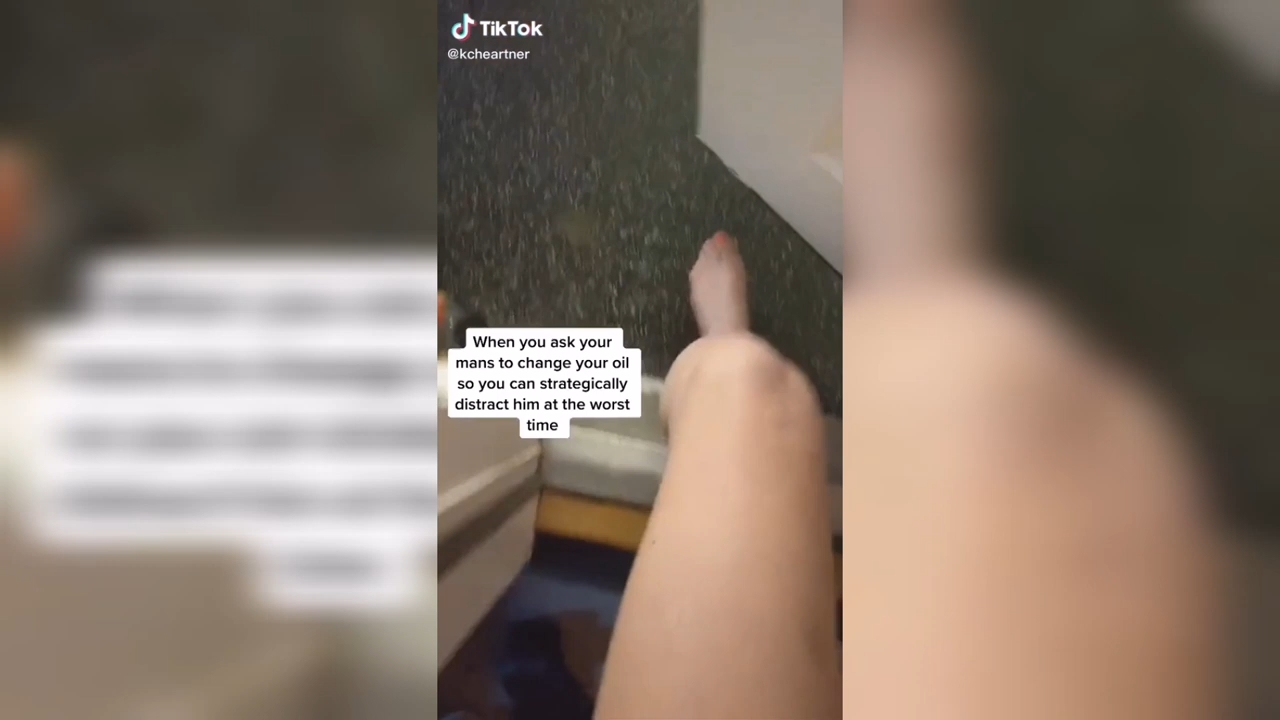 TikTok
@kcheartner
When you ask your
mans to change your oil
so you can strategically
distract him at the worst
time